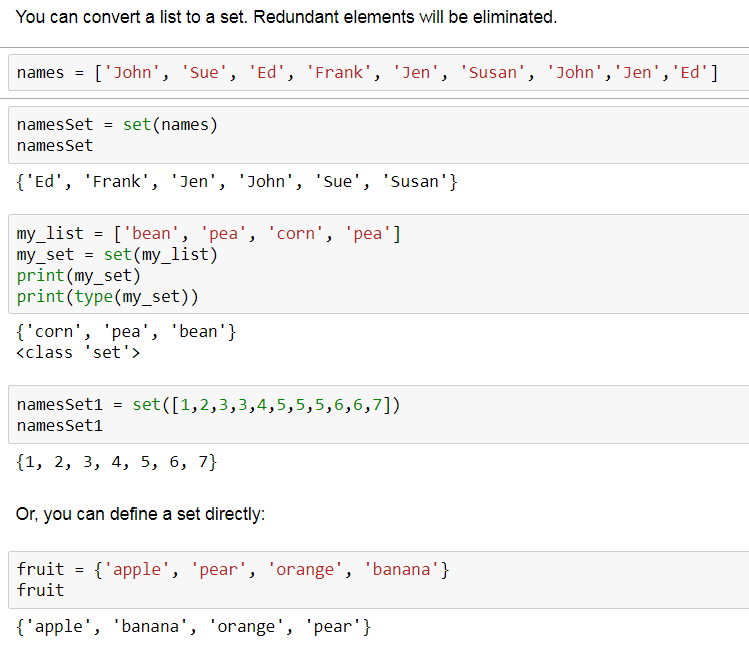 You can convert a list to a set. Redundant elements will be eliminated.
names = ['John', 'Sue', 'Ed', 'Frank', 'Jen', 'Susan', 'John','Jen','Ed']
namesSet = set(names)
namesSet
{'Ed', 'Frank', 'Jen', 'John', 'Sue', 'Susan'}
my_list = ['bean', 'pea', 'corn', 'pea']
my_set = set(my_list)
print(my_set)
print(type(my_set))
{'corn', 'pea', 'bean'}
<class 'set'>
namesSet1 = set([1,2,3,3,4,5,5,5,6,6,7])
namesSet1
{1, 2, 3, 4, 5, 6, 7}
Or, you can define a set directly:
fruit = {'apple', 'pear', 'orange', 'banana'}
fruit
{'apple', 'banana', 'orange', 'pear'}